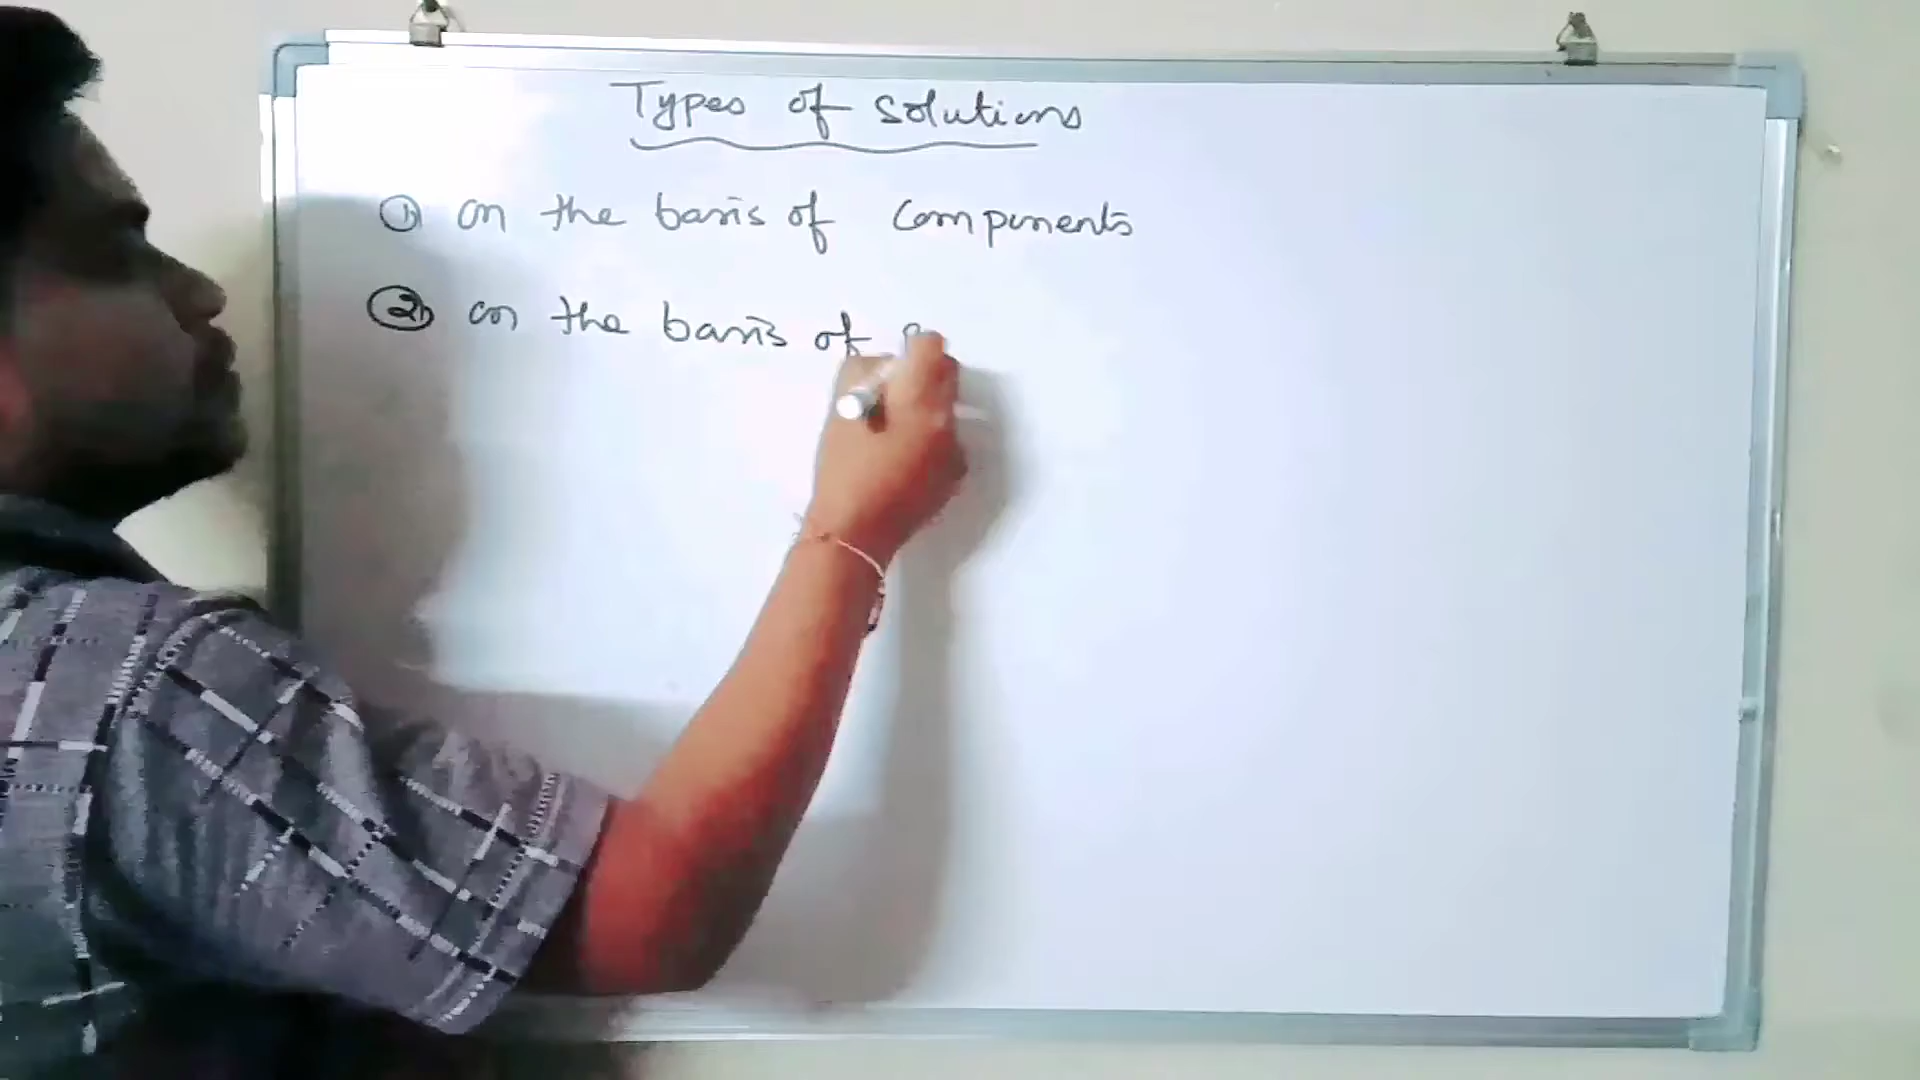 Types of solutions
1) on the basis of components
2) on the basis of